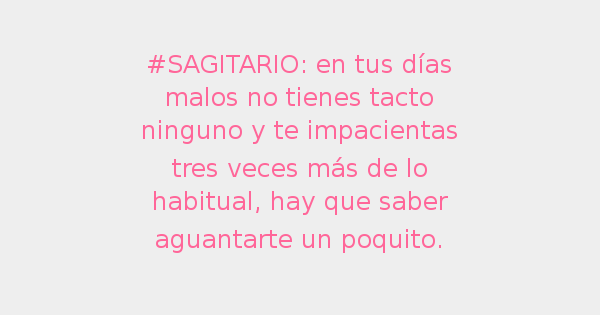 #SAGITARIO: en tus días
malos no tienes tacto
ninguno y te impacientas
tres veces más de lo
habitual, hay que saber
aguantarte un poquito.